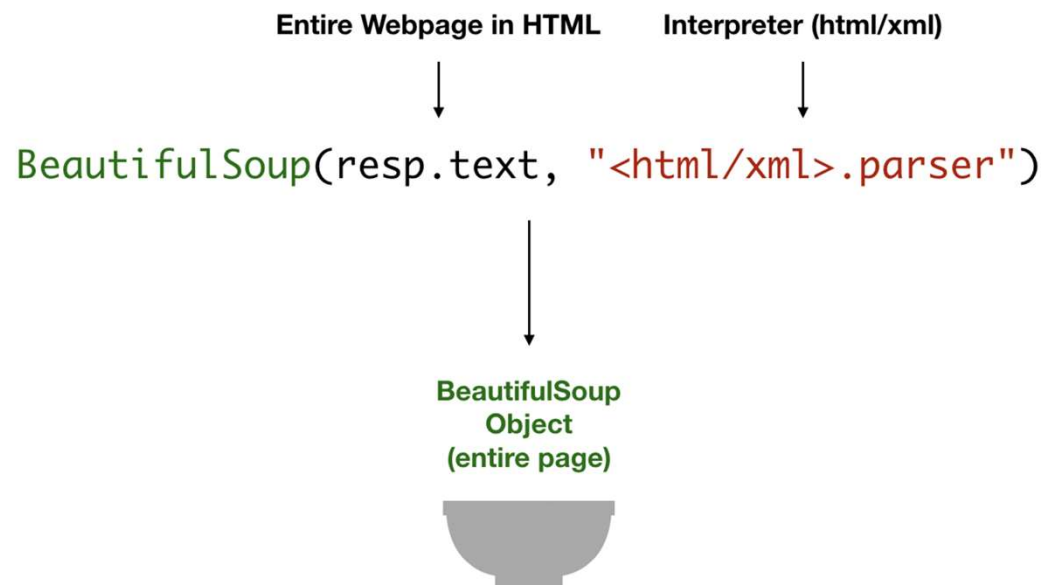 Entire Webpage in HTML
Interpreter (html/xml)
BeautifulSoup(resp.text, "<html/xml>.parser")
BeautifulSoup
Object
(entire page)